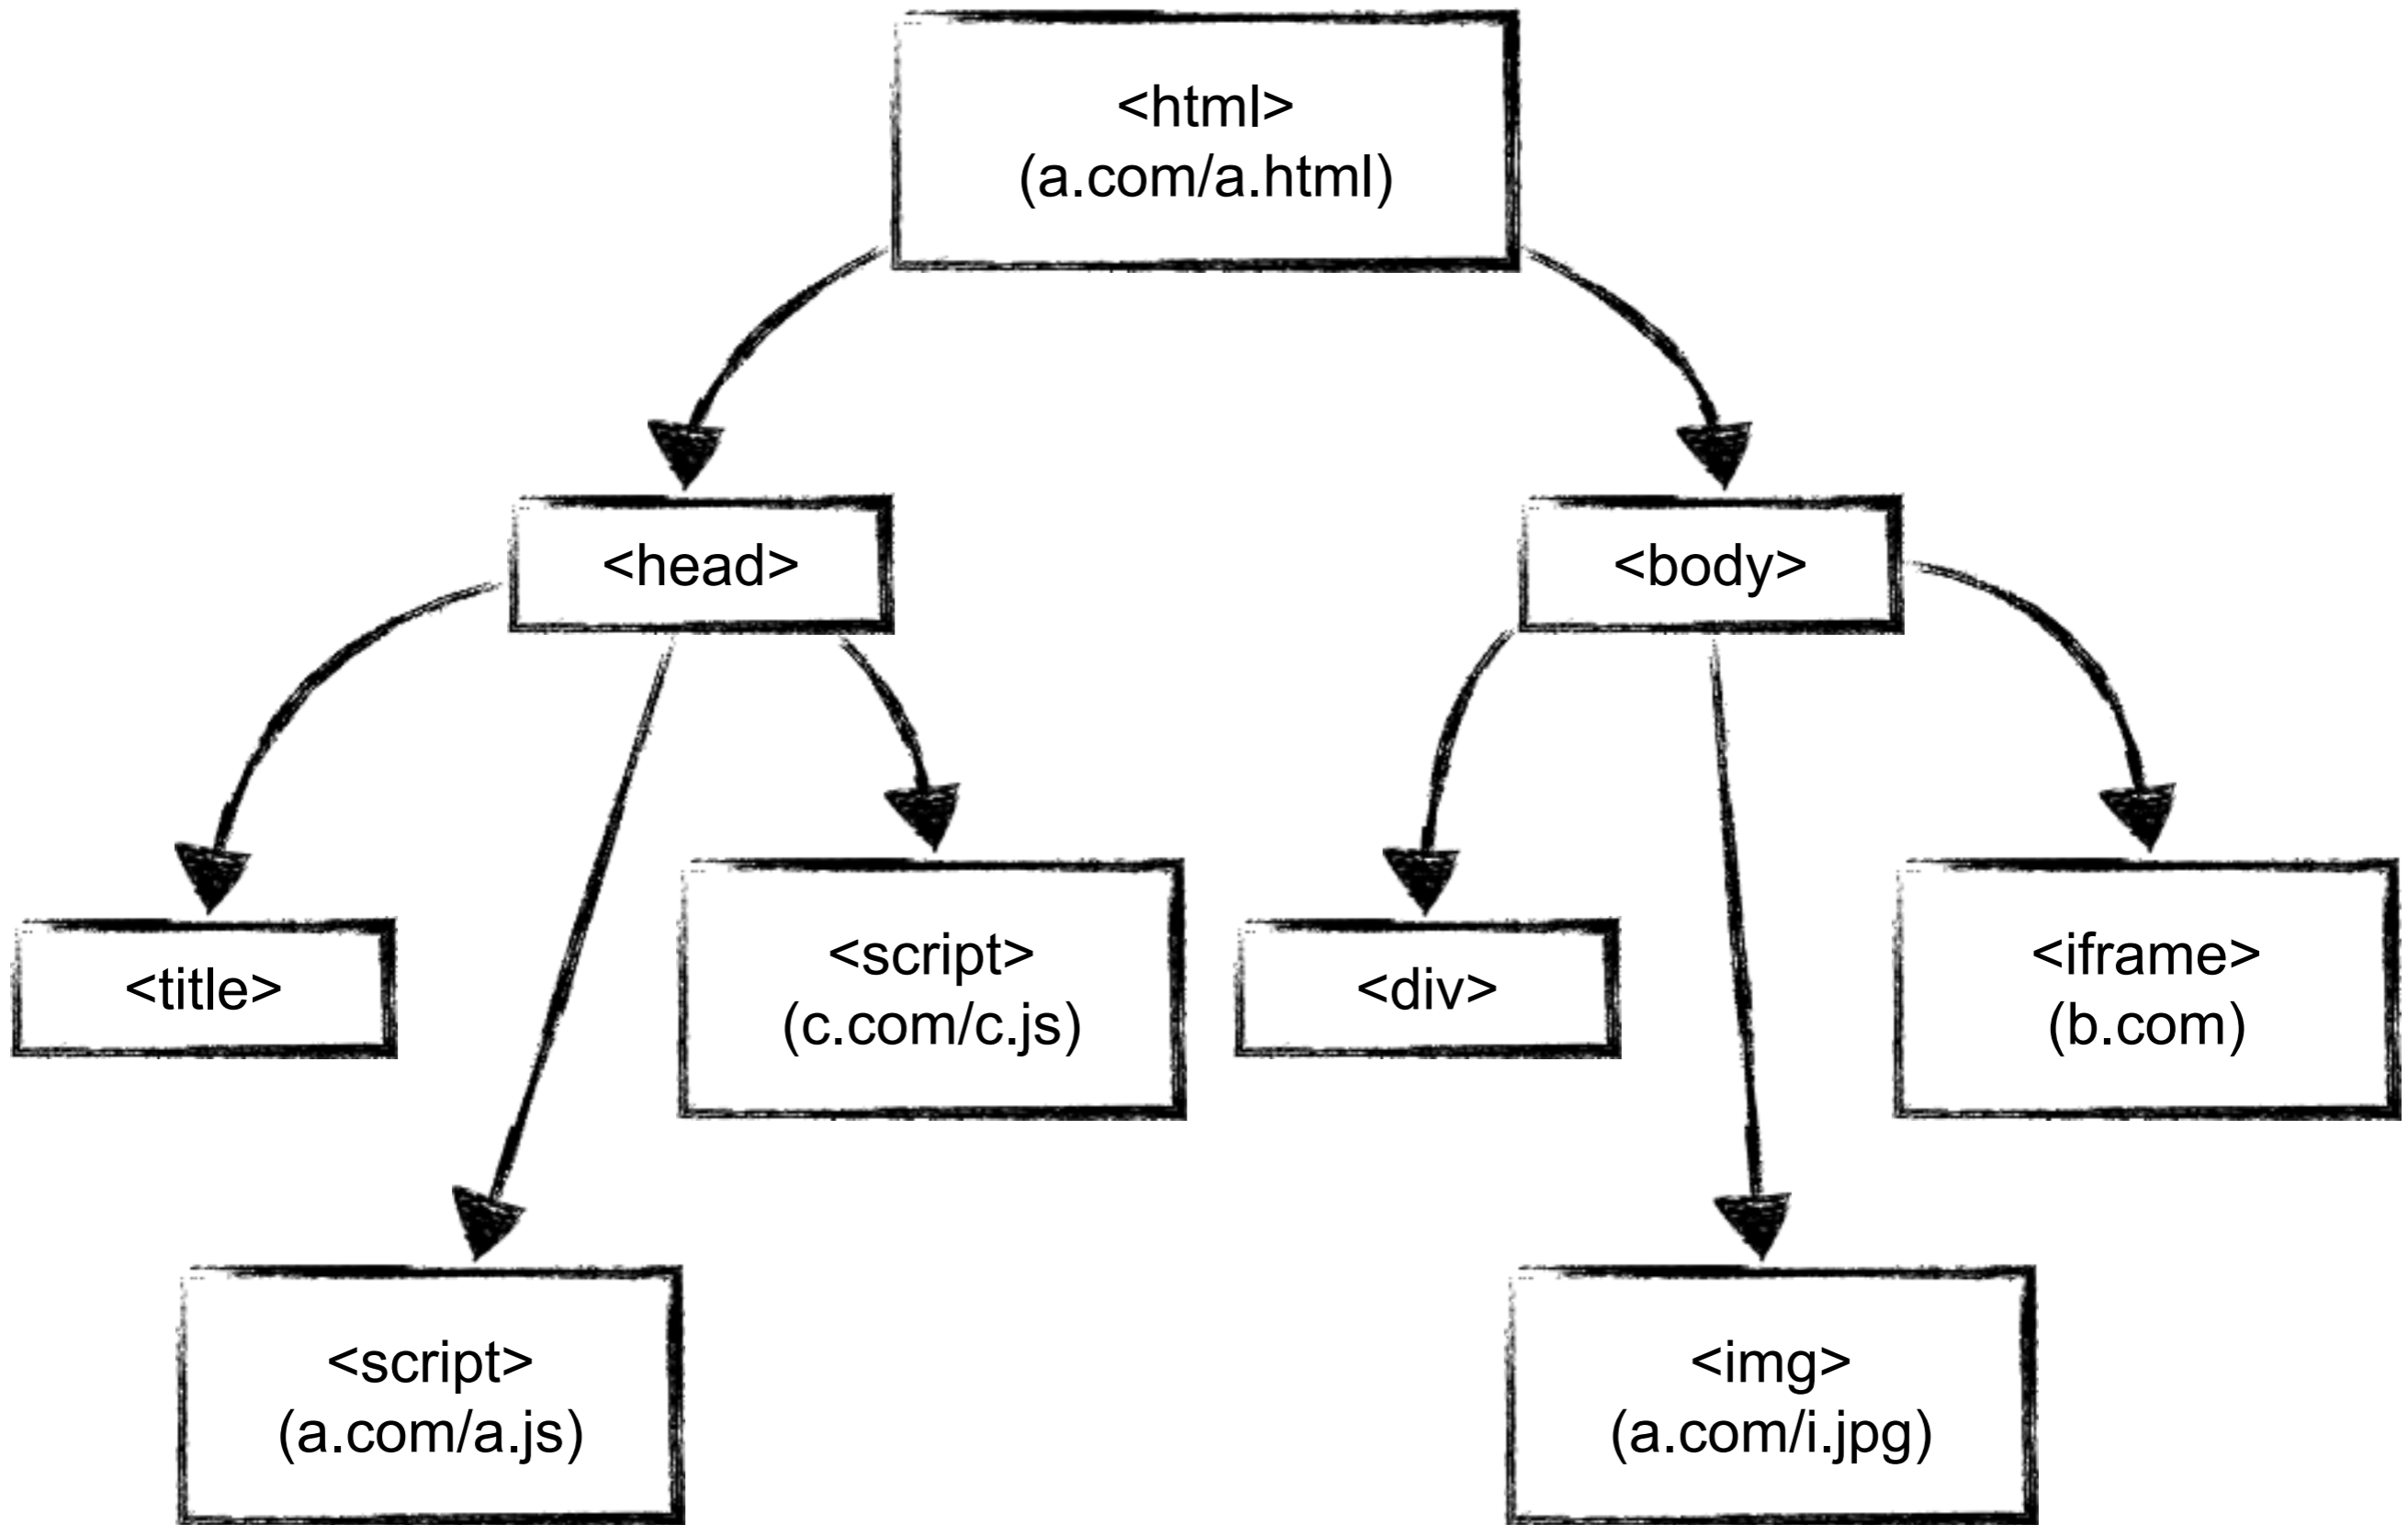 <html>
(a.com/a.html)
<head>
<body>
<title>
<script>
(c.com/c.js)
<div>
<iframe>
(b.com)
<script>
(a.com/a.js)
<img>
(a.com/i.jpg)